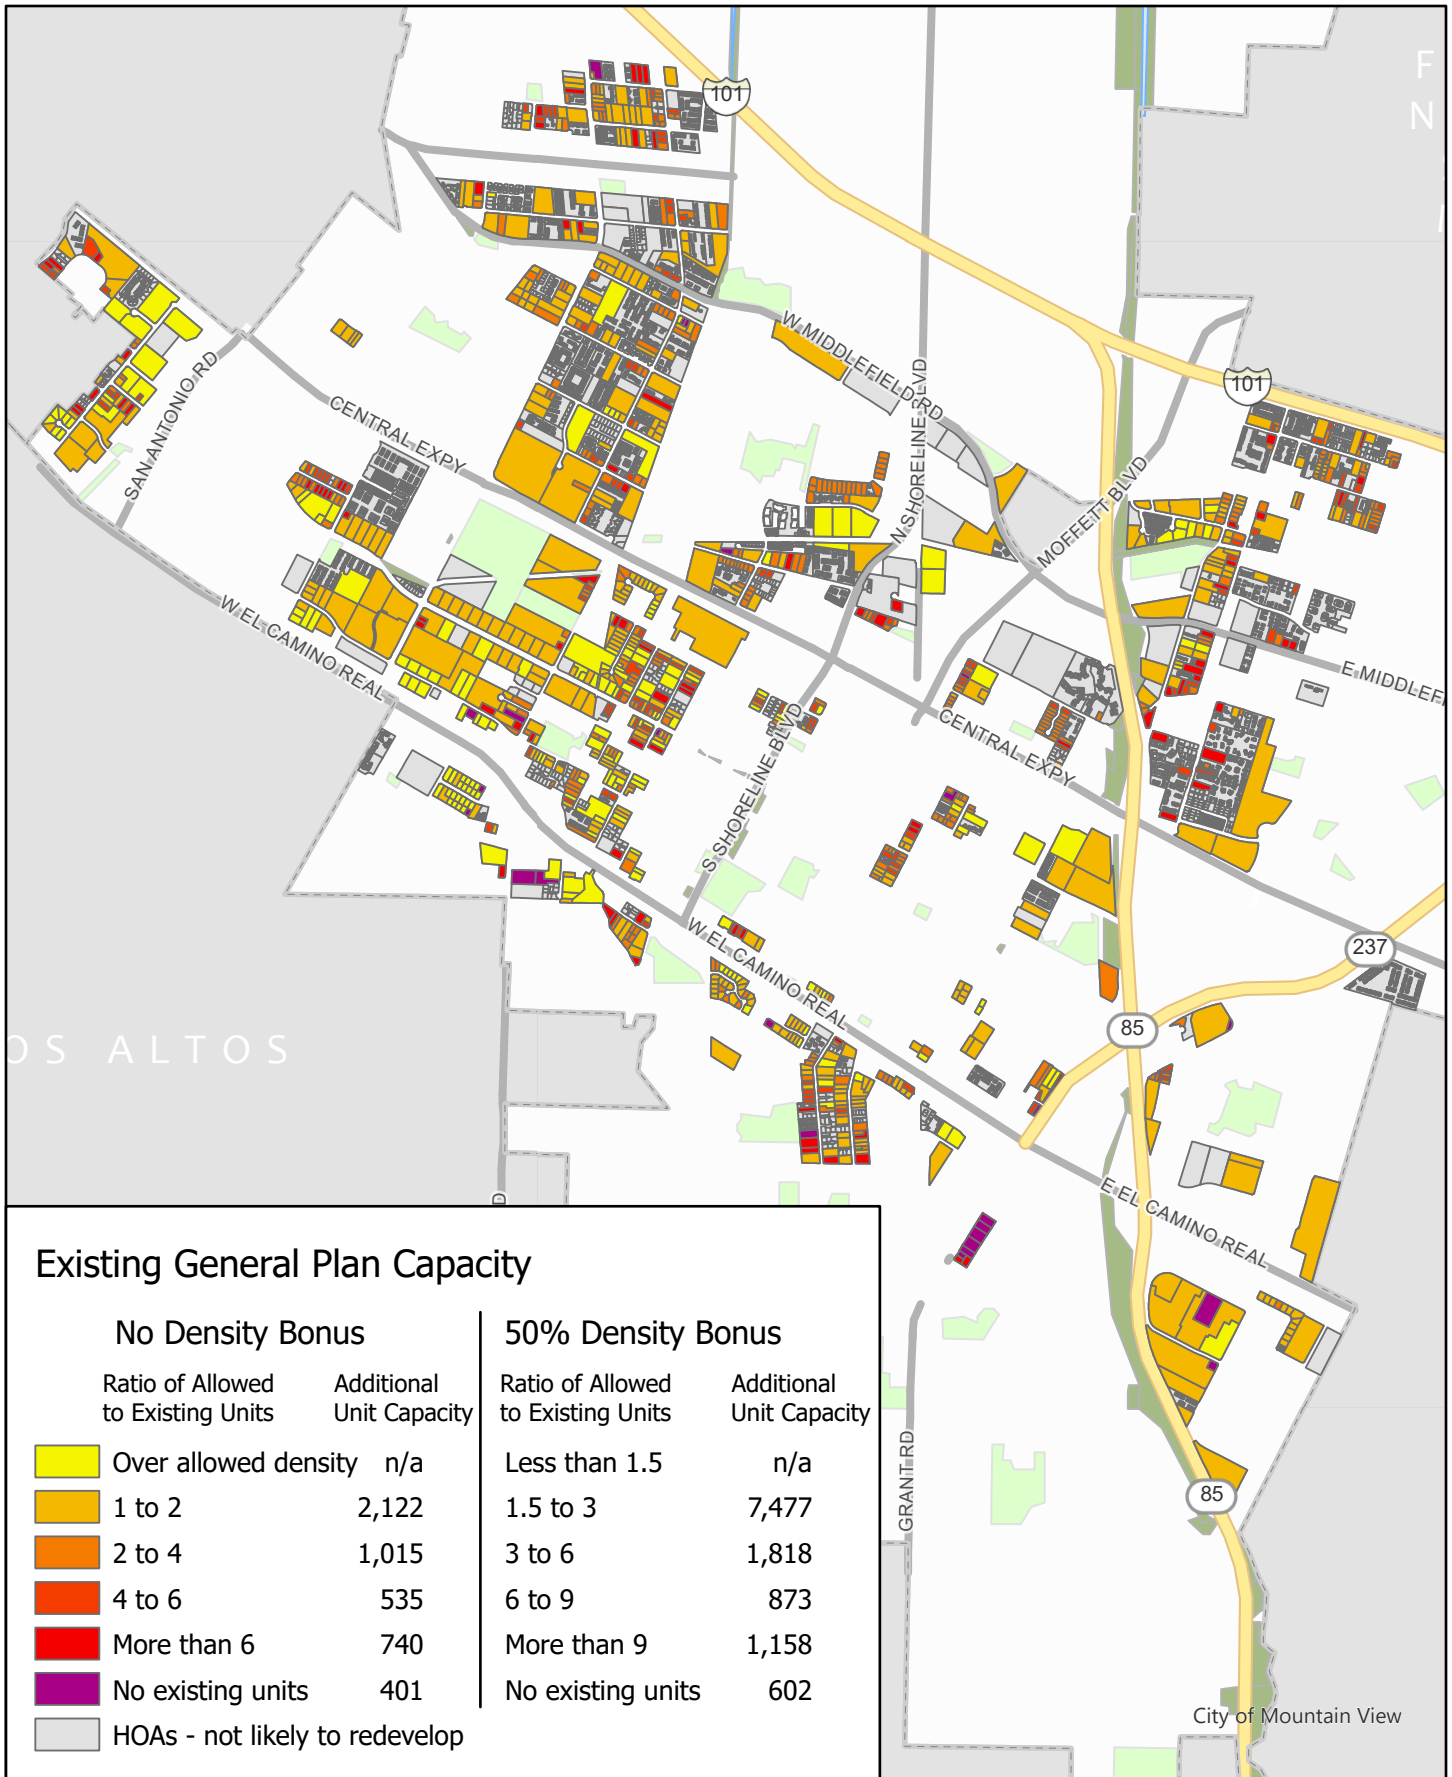 F
N
101
W MIDDLEFIELD RD
N SHORELINE BLVD
101
SAN ANTONIO RD
CENTRAL EXPY
MOFFETT BLVD
W EL CAMINO REAL
E MIDDLEF
CENTRAL EXPY
S SHORELINE BLVD
W EL CAMINO REAL
237
85
OS ALTOS
E EL CAMINO REAL
D
GRANT RD
85
City of Mountain View
Existing General Plan Capacity
No Density Bonus
50% Density Bonus
Ratio of Allowed to Existing Units
Additional Unit Capacity
Ratio of Allowed to Existing Units
Additional Unit Capacity
Over allowed density n/a Less than 1.5 n/a
1 to 2 2,122 1.5 to 3 7,477
2 to 4 1,015 3 to 6 1,818
4 to 6 535 6 to 9 873
More than 6 740 More than 9 1,158
No existing units 401 No existing units 602
HOAs - not likely to redevelop